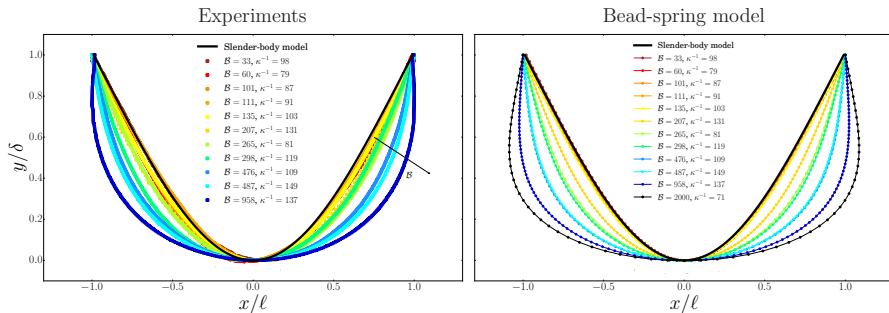 Experiments
Slender-body model
B = 33, κ⁻¹ = 98
B = 60, κ⁻¹ = 79
B = 101, κ⁻¹ = 87
B = 111, κ⁻¹ = 91
B = 135, κ⁻¹ = 103
B = 207, κ⁻¹ = 131
B = 265, κ⁻¹ = 81
B = 298, κ⁻¹ = 119
B = 476, κ⁻¹ = 109
B = 487, κ⁻¹ = 149
B = 958, κ⁻¹ = 137
B
1.0
0.8
0.6
0.4
0.2
0.0
y/δ
−1.0 −0.5 0.0 0.5 1.0
x/ℓ
Bead-spring model
Slender-body model
B = 33, κ⁻¹ = 98
B = 60, κ⁻¹ = 79
B = 101, κ⁻¹ = 87
B = 111, κ⁻¹ = 91
B = 135, κ⁻¹ = 103
B = 207, κ⁻¹ = 131
B = 265, κ⁻¹ = 81
B = 298, κ⁻¹ = 119
B = 476, κ⁻¹ = 109
B = 487, κ⁻¹ = 149
B = 958, κ⁻¹ = 137
B = 2000, κ⁻¹ = 71
−1.0 −0.5 0.0 0.5 1.0
x/ℓ